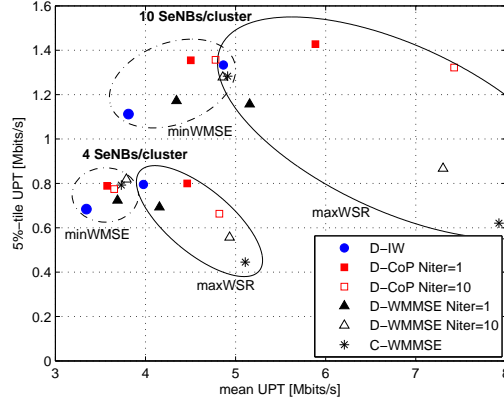 1.6
1.4
1.2
1
0.8
0.6
0.4
0.2
0
5%−tile UPT [Mbits/s]
10 SeNBs/cluster
minWMSE
4 SeNBs/cluster
minWMSE
maxWSR
maxWSR
D−IW
D−CoP Niter=1
D−CoP Niter=10
D−WMMSE Niter=1
D−WMMSE Niter=10
C−WMMSE
3 4 5 6 7 8
mean UPT [Mbits/s]